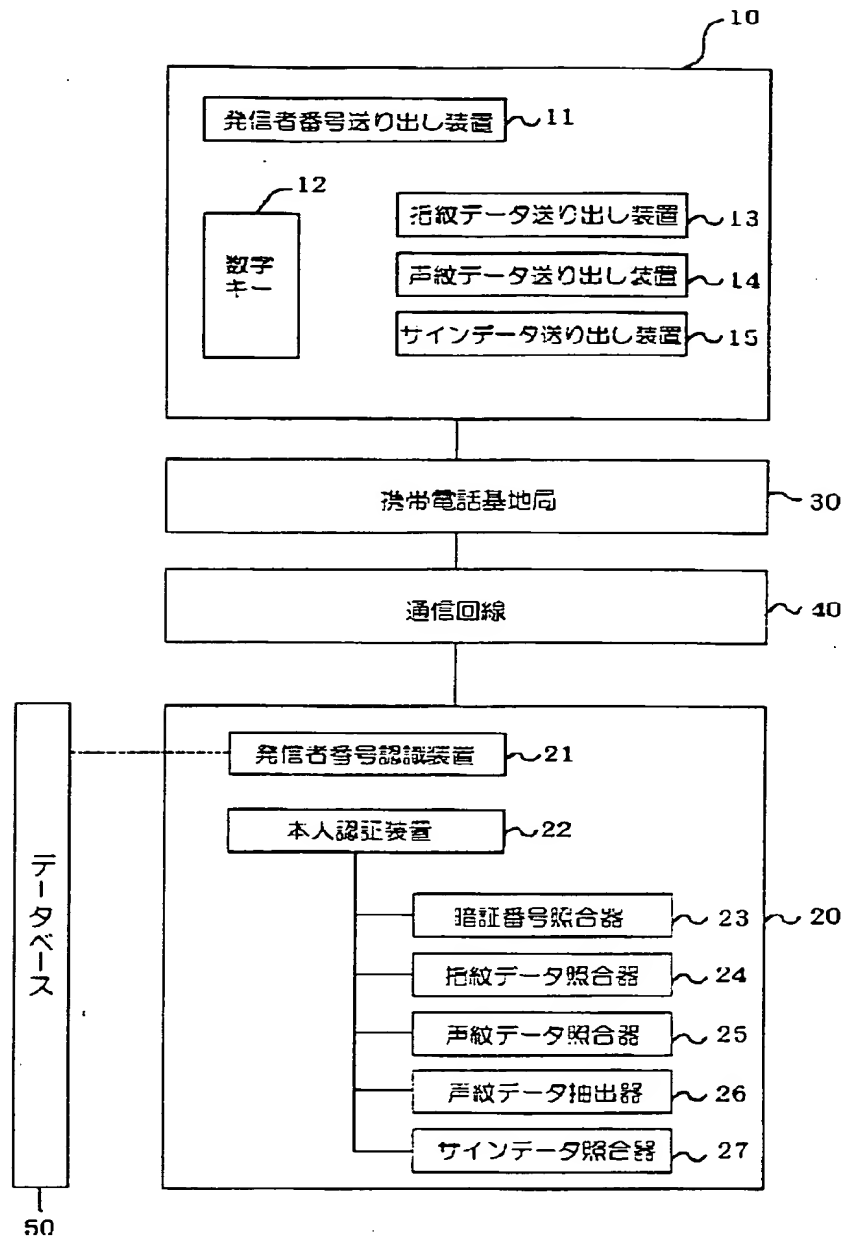 10
発信者番号送り出し装置
11
12
数字
キー
指紋データ送り出し装置
13
声紋データ送り出し装置
14
サインデータ送り出し装置
15
携帯電話基地局
30
通信回線
40
発信者番号認識装置
21
本人認証装置
22
暗証番号照合器
23
20
指紋データ照合器
24
声紋データ照合器
25
声紋データ抽出器
26
サインデータ照合器
27
データベース
50